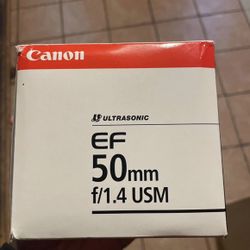 Canon
ULTRASONIC
EF
50mm
f/1.4 USM